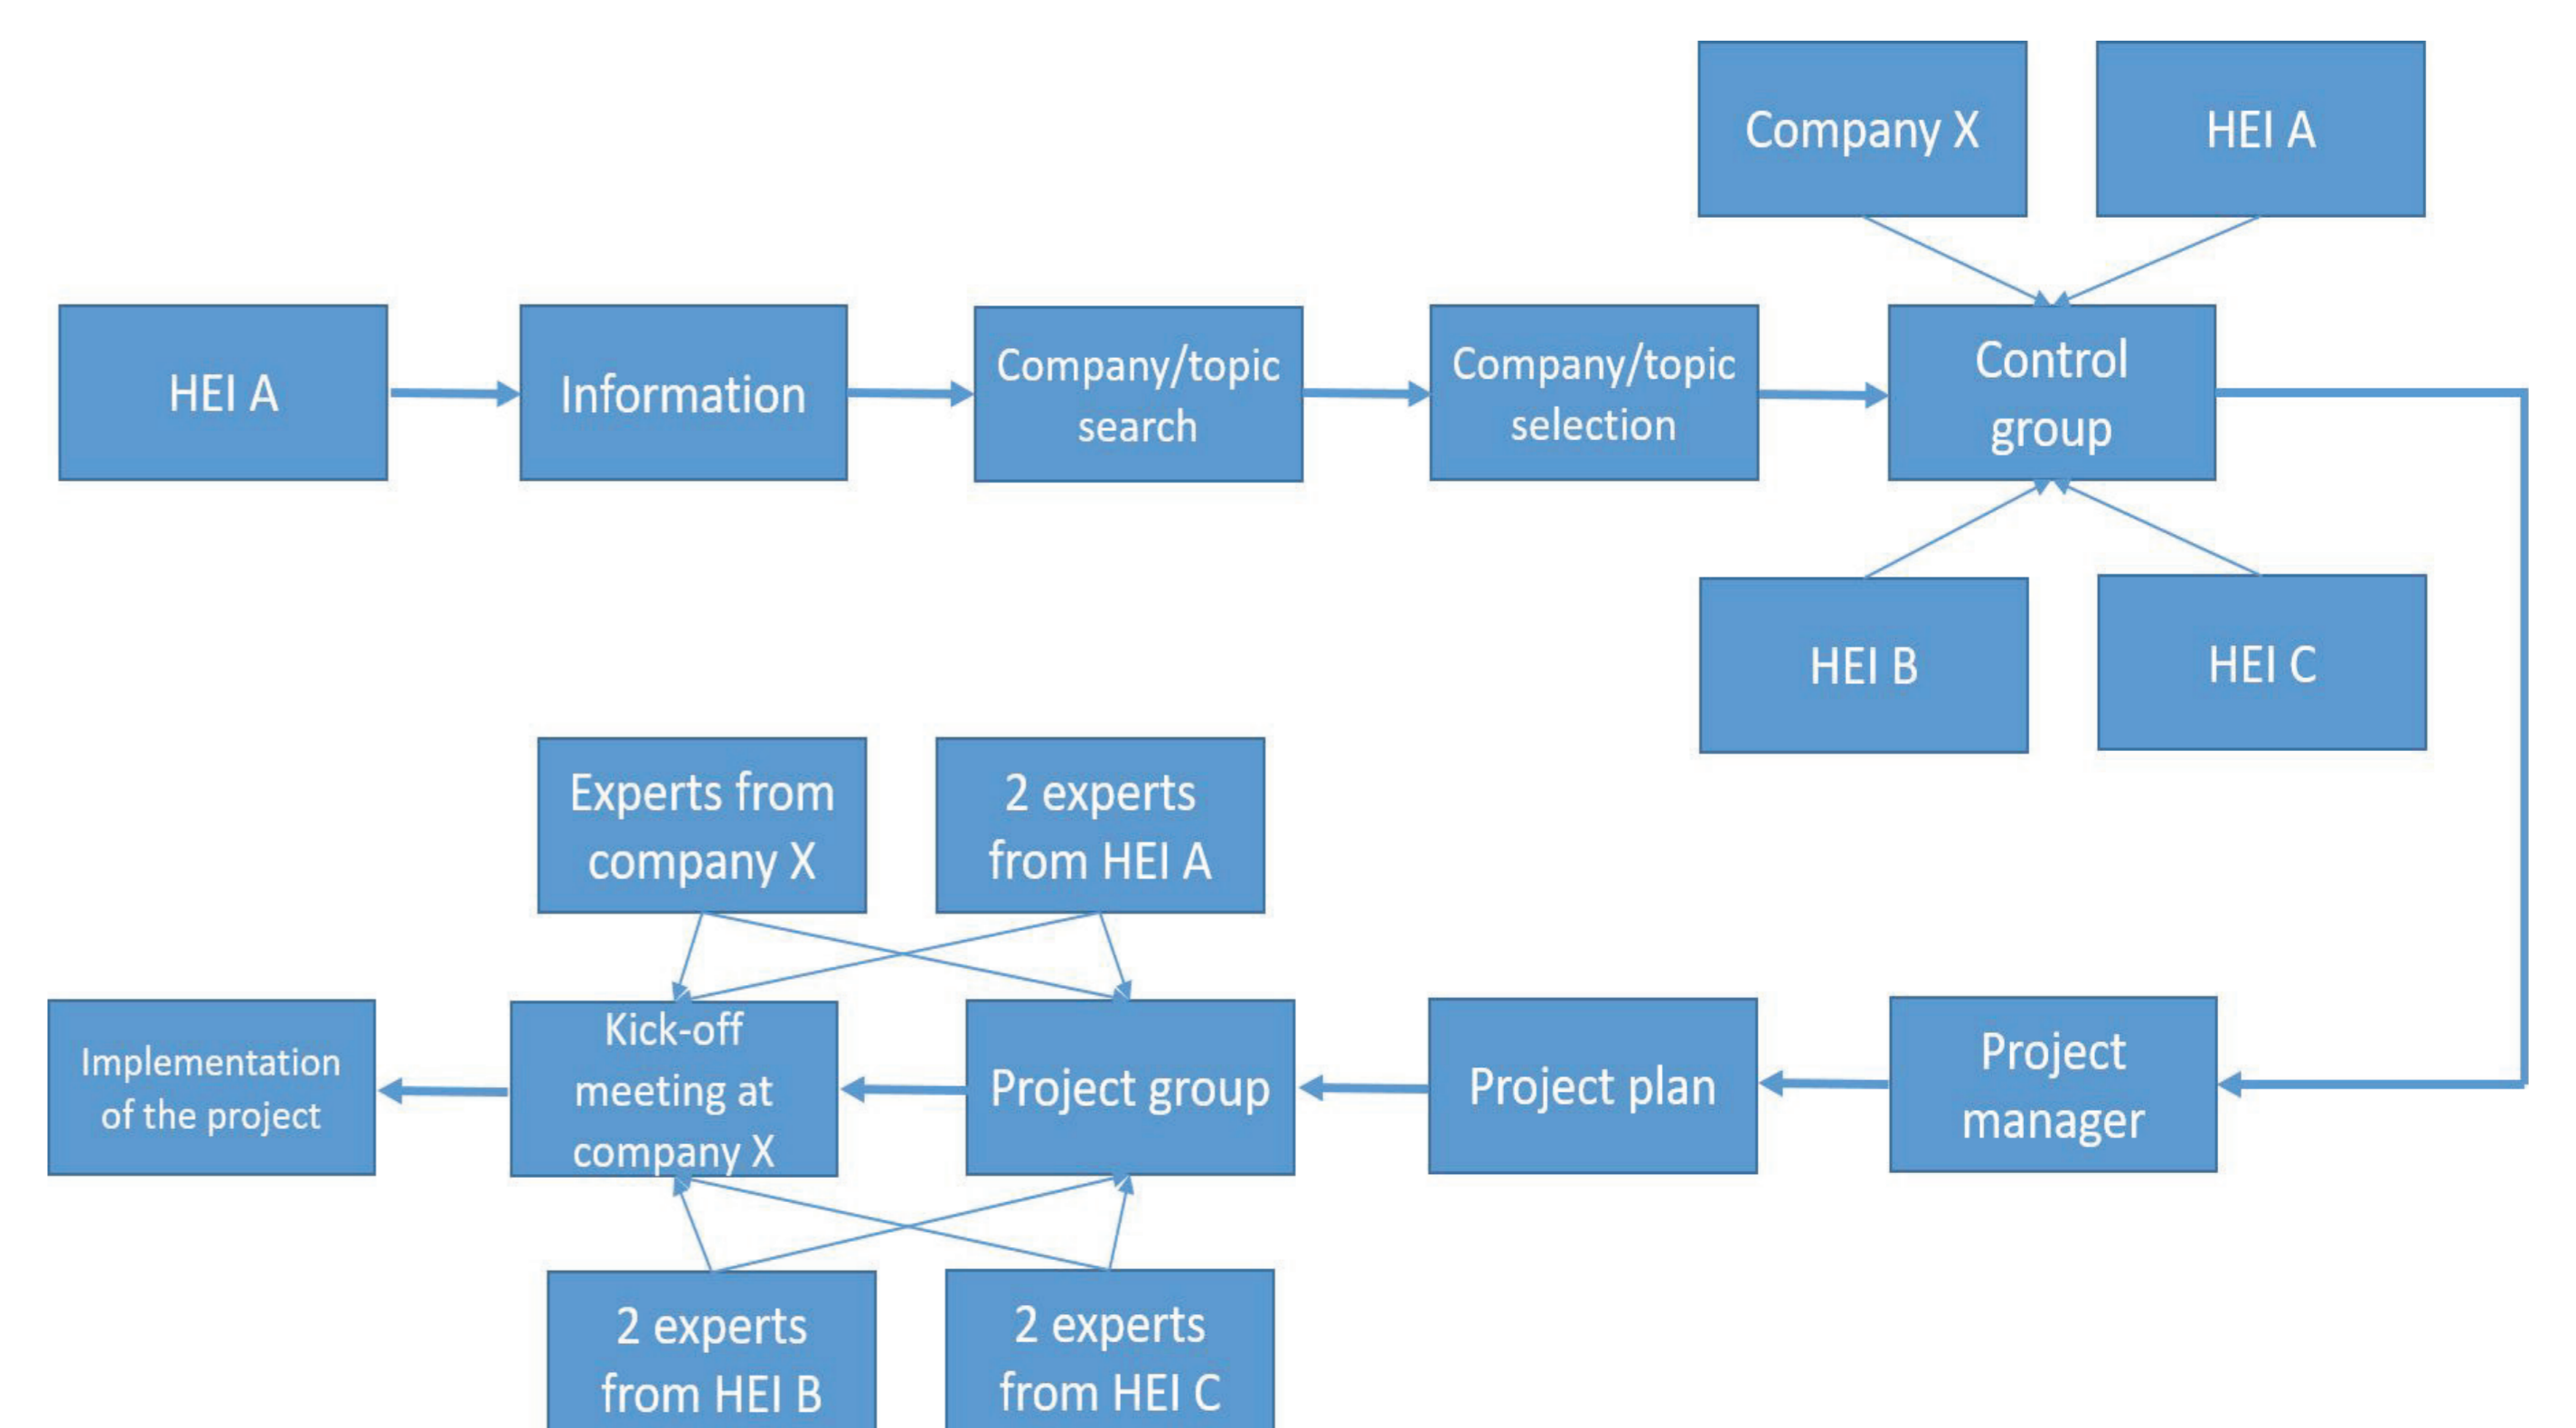 Company X
HEI A
HEI A
Information
Company/topic
search
Company/topic
selection
Control
group
HEI B
HEI C
Experts from
company X
2 experts
from HEI A
Implementation
of the project
Kick-off
meeting at
company X
Project group
Project plan
Project
manager
2 experts
from HEI B
2 experts
from HEI C